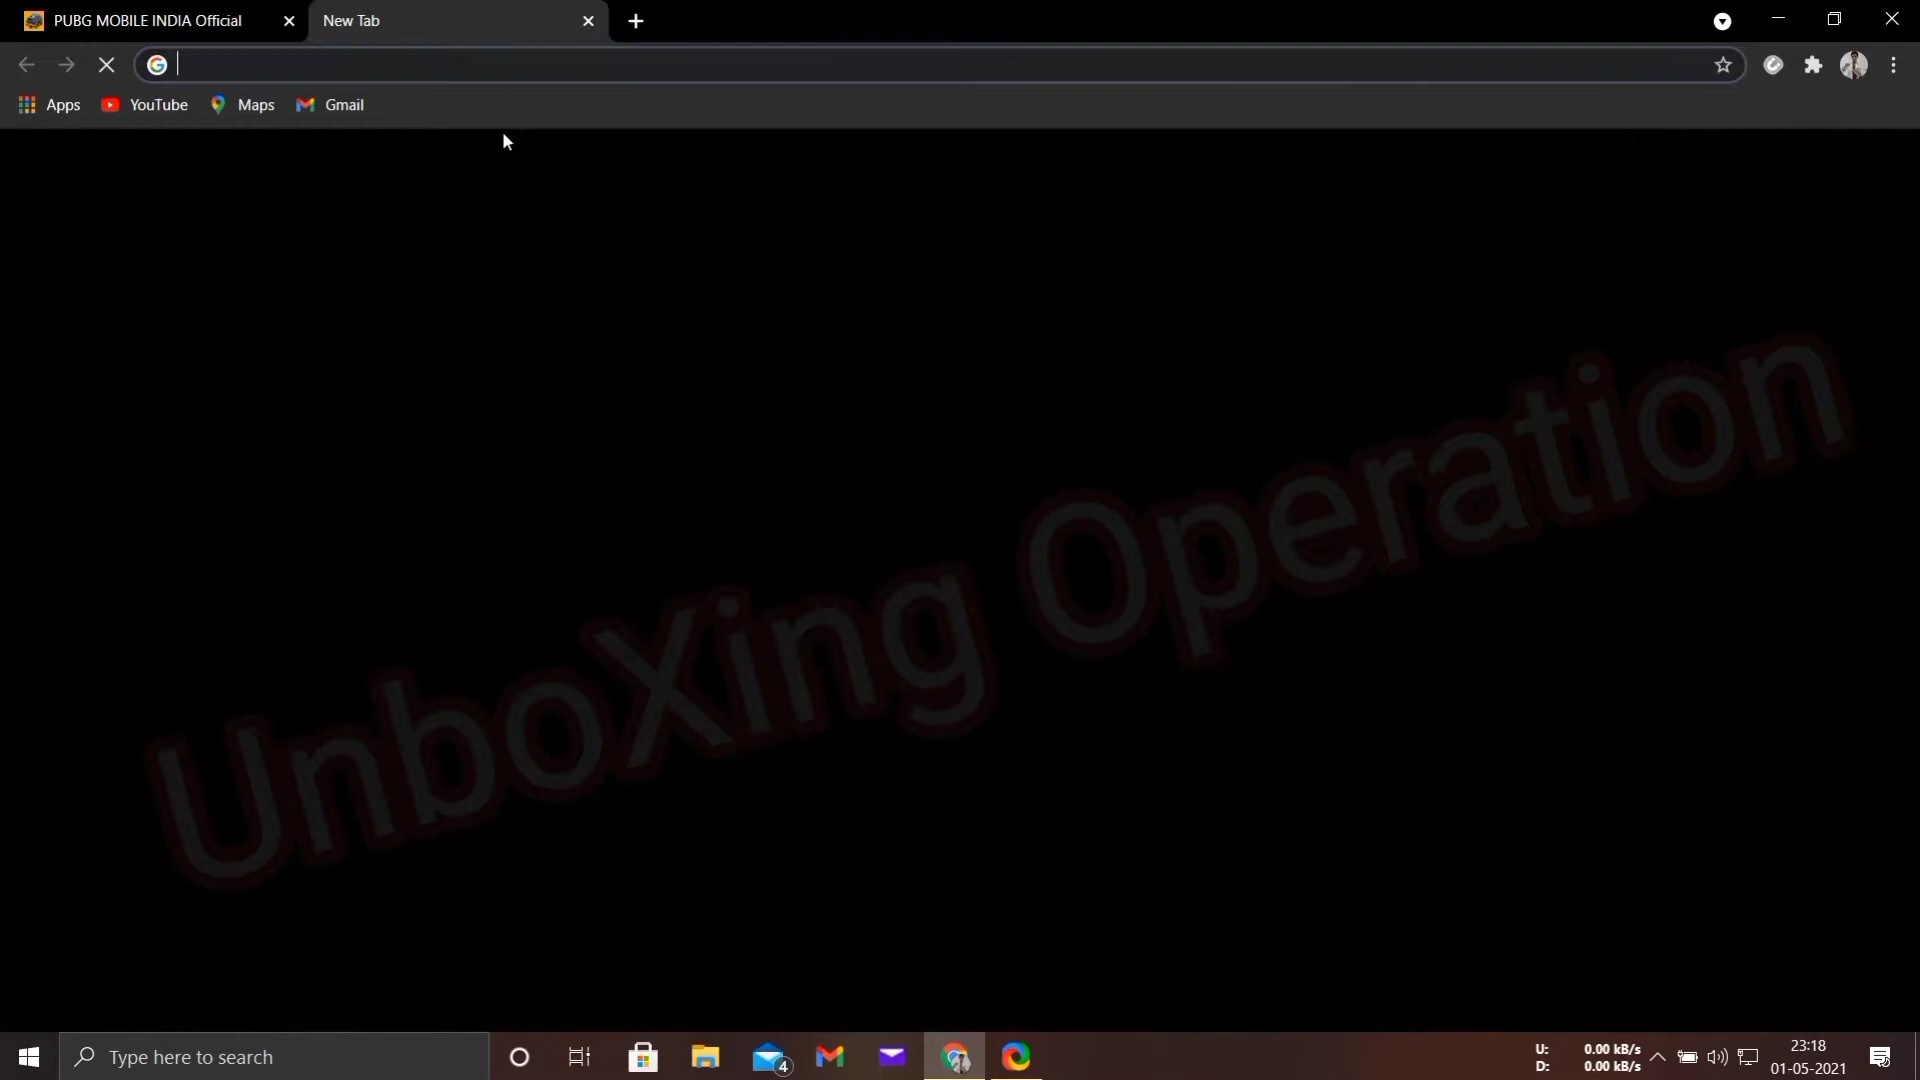 PUBG MOBILE INDIA Official
New Tab
Apps
YouTube
Maps
Gmail
UnboXing Operation
Type here to search
4
U: 0.00 kB/s
D: 0.00 kB/s
23:18
01-05-2021